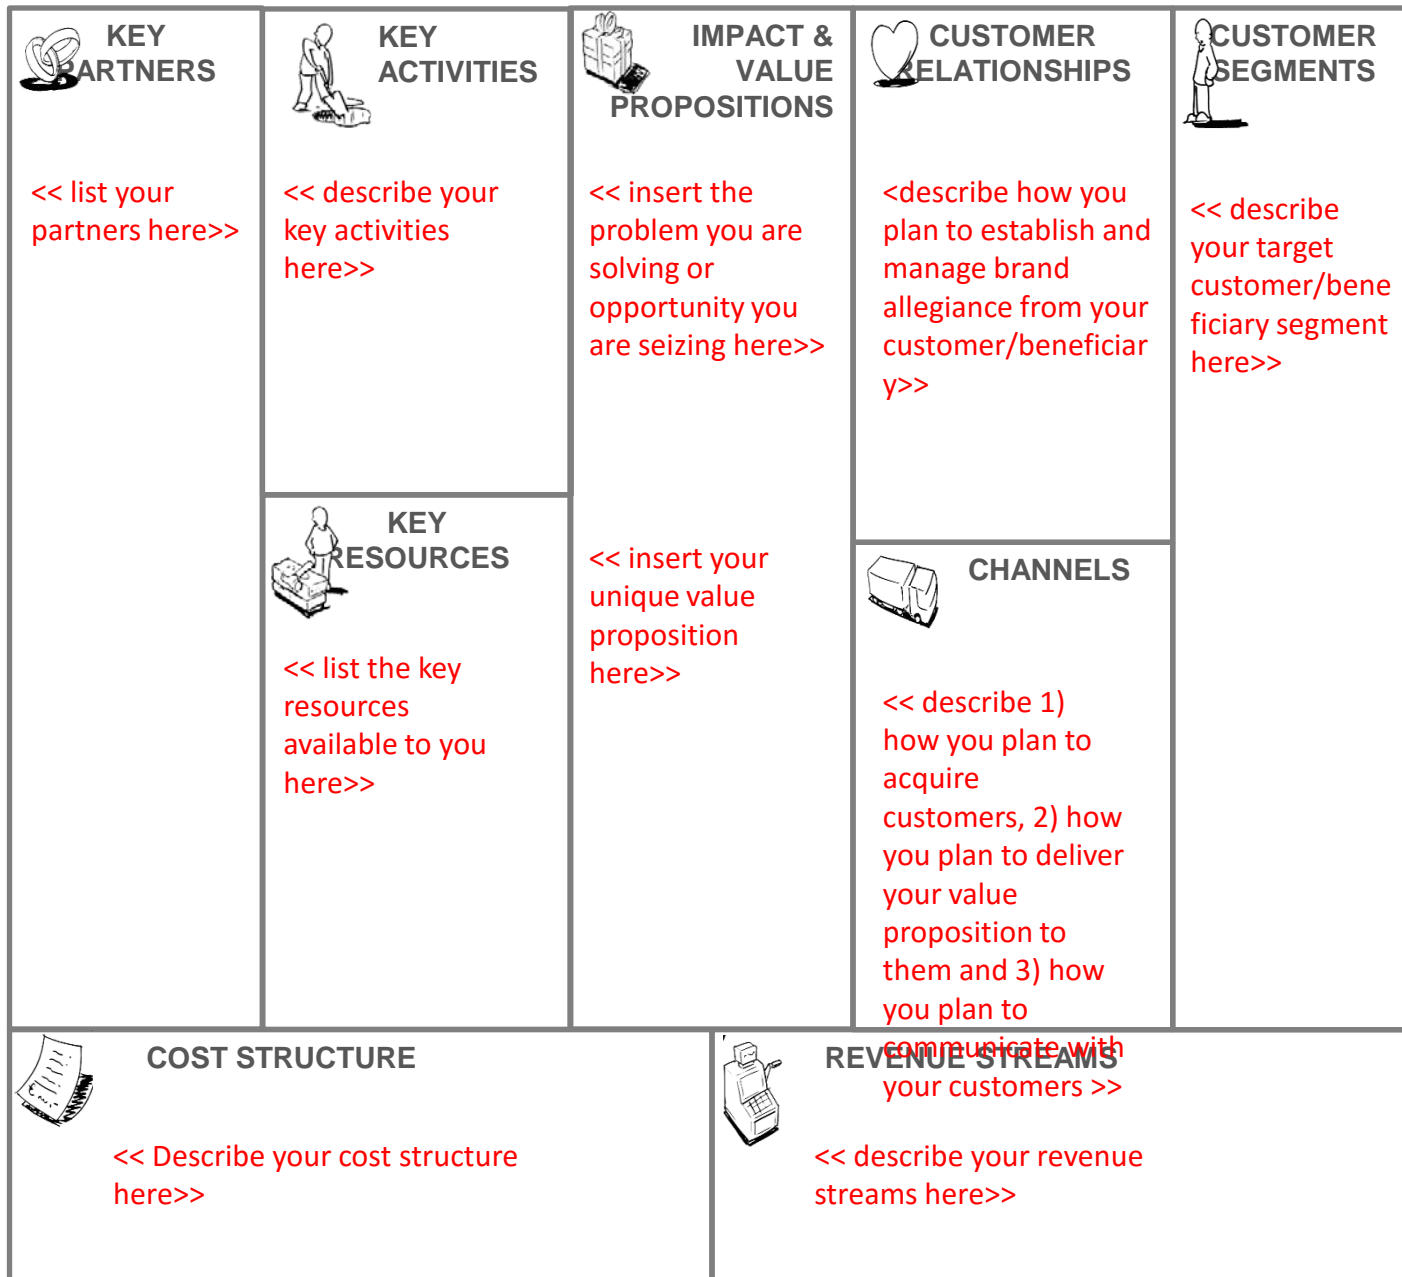 KEY
PARTNERS
<< list your
partners here>>
KEY
ACTIVITIES
<< describe your
key activities
here>>
KEY
RESOURCES
<< list the key
resources
available to you
here>>
IMPACT &
VALUE
PROPOSITIONS
<< insert the
problem you are
solving or
opportunity you
are seizing here>>
<< insert your
unique value
proposition
here>>
CUSTOMER
RELATIONSHIPS
<describe how you
plan to establish and
manage brand
allegiance from your
customer/beneficiar
y>>
CHANNELS
<< describe 1)
how you plan to
acquire
customers, 2) how
you plan to deliver
your value
proposition to
them and 3) how
you plan to
communicate with
your customers >>
CUSTOMER
SEGMENTS
<< describe
your target
customer/bene
ficiary segment
here>>
COST STRUCTURE
<< Describe your cost structure
here>>
REVENUE STREAMS
<< describe your revenue
streams here>>